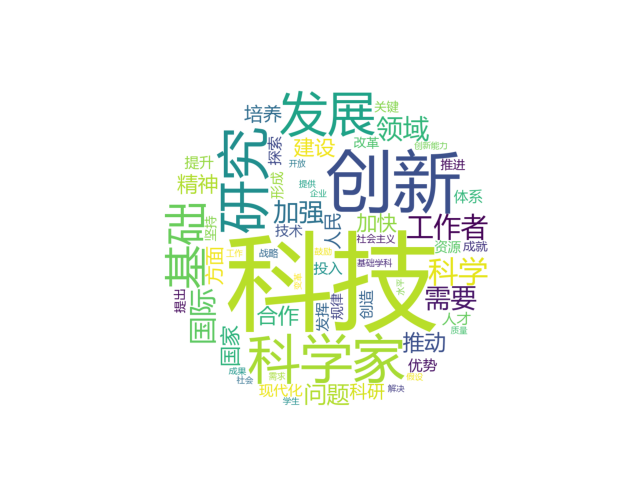 发展
培养
关键
领域
创新能力
研究
探索
建设
改革
创新
推进
提升
精神
形成
开放
提供
企业
体系
基础
坚持
加强
技术
人民
加快
工作者
社会主义
资源
成就
方面
工作
战略
鼓励
投入
基础学科
科技
科学
水平
提出
国际
合作
发挥
规律
创造
需要
人才
质量
国家
科学家
推动
优势
成果
社会
需求
解决
现代化
问题
科研
学生